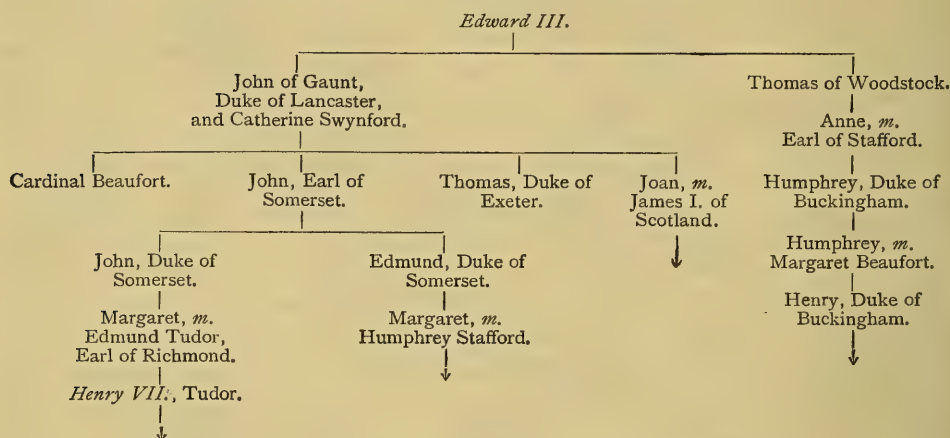 Edward III.
John of Gaunt,
Duke of Lancaster,
and Catherine Swynford.
Thomas of Woodstock.
Anne, m.
Earl of Stafford.
Cardinal Beaufort.
John, Earl of
Somerset.
Thomas, Duke of
Exeter.
Joan, m.
James I. of
Scotland.
Humphrey, Duke of
Buckingham.
John, Duke of
Somerset.
Edmund, Duke of
Somerset.
Humphrey, m.
Margaret Beaufort.
Margaret, m.
Edmund Tudor,
Earl of Richmond.
Margaret, m.
Humphrey Stafford.
Henry, Duke of
Buckingham.
Henry VII., Tudor.